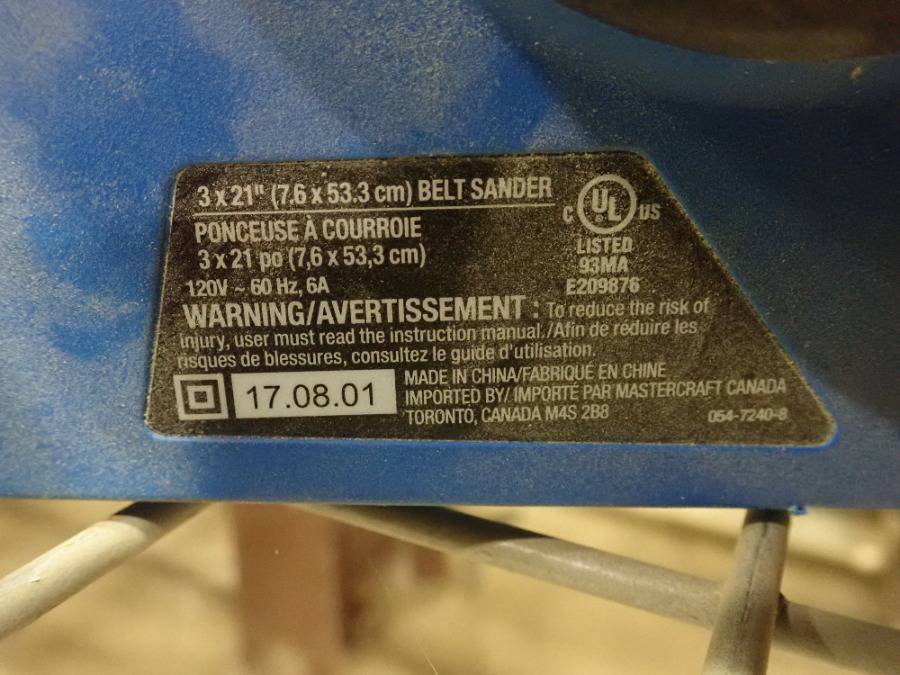 3 x 21" (7.6 x 53.3 cm) BELT SANDER
PONCEUSE À COURROIE
3 x 21 po (7,6 x 53,3 cm)
120V ~ 60 Hz, 6A
C UL US
LISTED
93MA
E209876
WARNING/AVERTISSEMENT : To reduce the risk of
injury, user must read the instruction manual./Afin de réduire les
risques de blessures, consultez le guide d'utilisation.
17.08.01
MADE IN CHINA/FABRIQUÉ EN CHINE
IMPORTED BY/ IMPORTÉ PAR MASTERCRAFT CANADA
TORONTO, CANADA M4S 2B8
054-7240-8